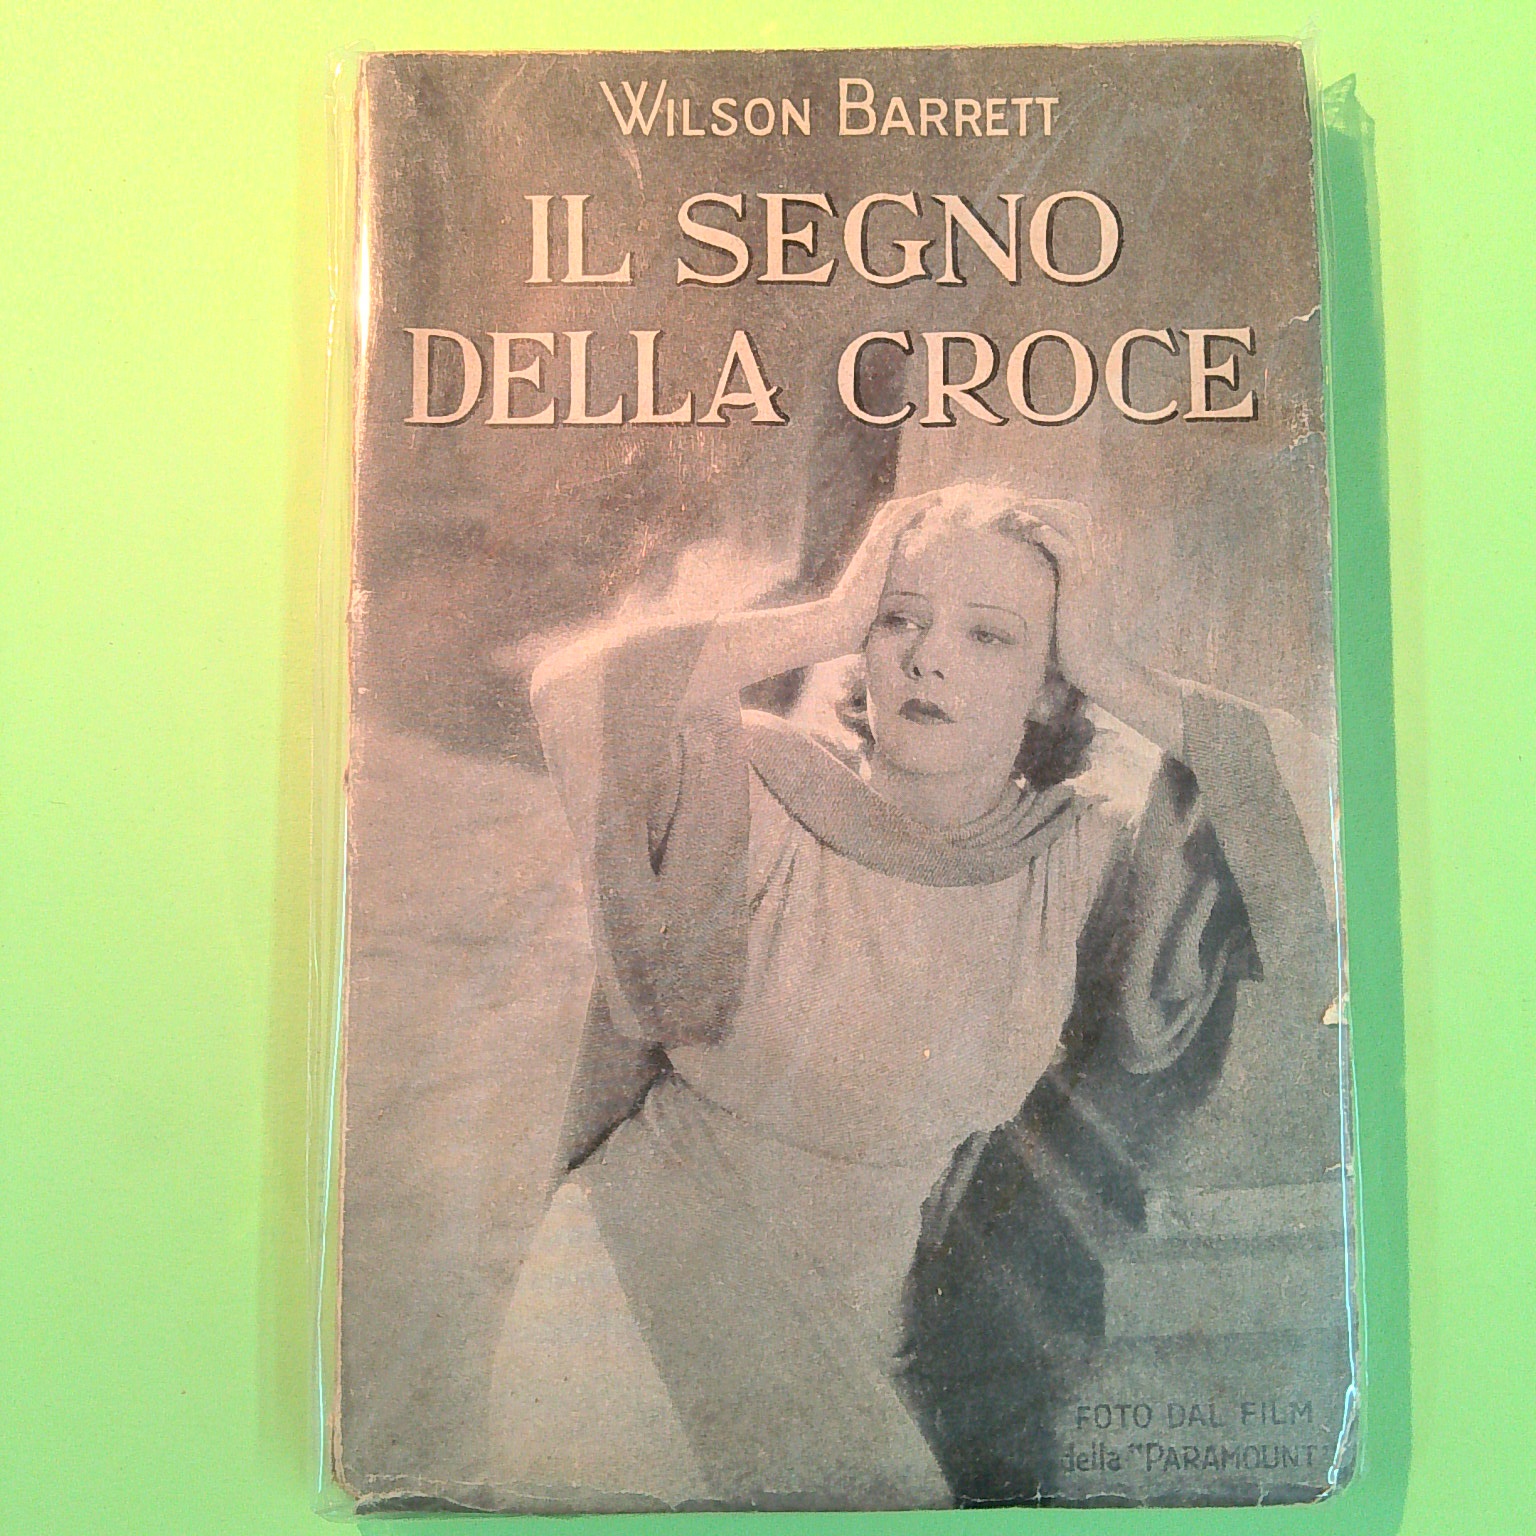 WILSON BARRETT
IL SEGNO
DELLA CROCE
FOTO DAL FILM
della "PARAMOUNT"